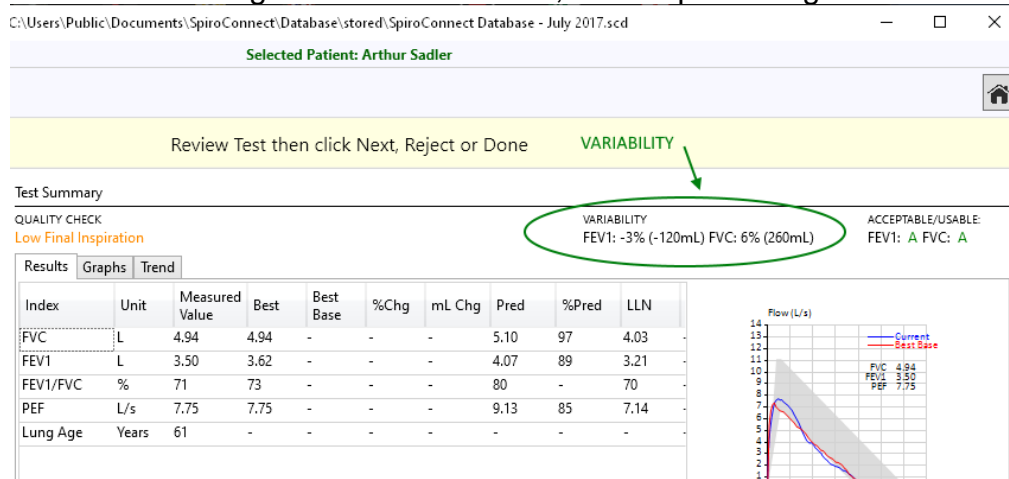 C:\Users\Public\Documents\SpiroConnect\Database\stored\SpiroConnect Database - July 2017.scd
Selected Patient: Arthur Sadler
Review Test then click Next, Reject or Done
VARIABILITY
Test Summary
QUALITY CHECK
Low Final Inspiration
VARIABILITY
FEV1: -3% (-120mL) FVC: 6% (260mL)
ACCEPTABLE/USABLE:
FEV1: A FVC: A
Results Graphs Trend
Index Unit Measured Value Best Best Base %Chg mL Chg Pred %Pred LLN
FVC L 4.94 4.94 - - - 5.10 97 4.03 -
FEV1 L 3.50 3.62 - - - 4.07 89 3.21 -
FEV1/FVC % 71 73 - - - 80 - 70 -
PEF L/s 7.75 7.75 - - - 9.13 85 7.14 -
Lung Age Years 61 - - - - - - - -
Flow (L/s)
14
13
12
11
10
9
8
7
6
5
4
3
2
1
Current
Best Base
FVC 4.94
FEV1 3.50
PEF 7.75